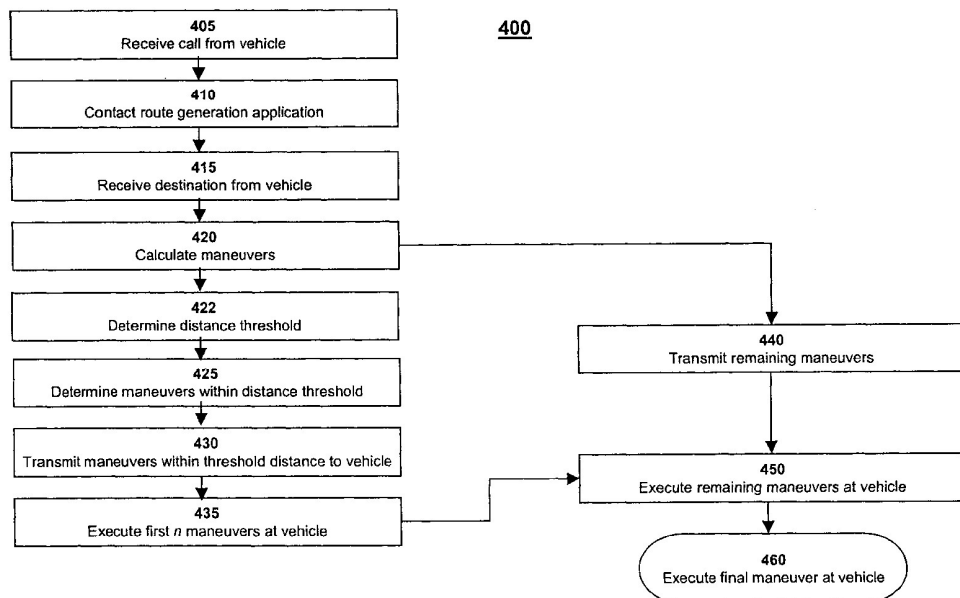 400
405
Receive call from vehicle
410
Contact route generation application
415
Receive destination from vehicle
420
Calculate maneuvers
422
Determine distance threshold
425
Determine maneuvers within distance threshold
430
Transmit maneuvers within threshold distance to vehicle
435
Execute first n maneuvers at vehicle
440
Transmit remaining maneuvers
450
Execute remaining maneuvers at vehicle
460
Execute final maneuver at vehicle